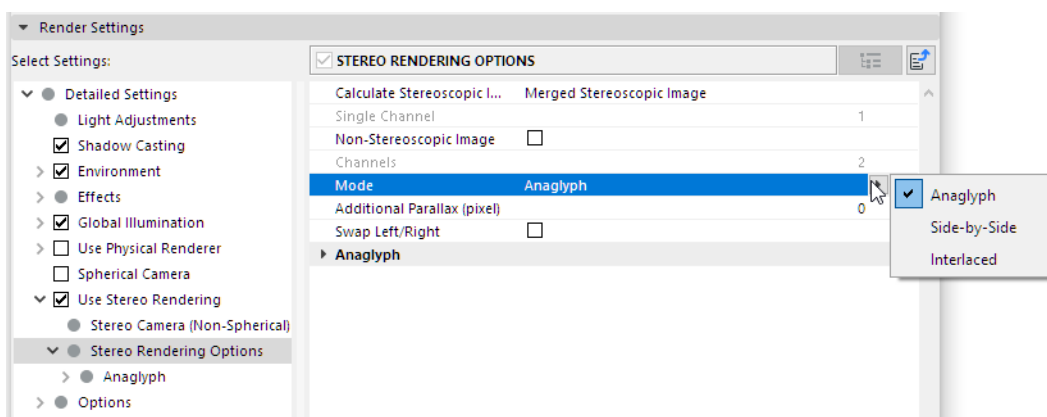 Render Settings
Select Settings:
STEREO RENDERING OPTIONS
Detailed Settings
Light Adjustments
Shadow Casting
Environment
Effects
Global Illumination
Use Physical Renderer
Spherical Camera
Use Stereo Rendering
Stereo Camera (Non-Spherical)
Stereo Rendering Options
Anaglyph
Options
Calculate Stereoscopic I... Merged Stereoscopic Image
Single Channel 1
Non-Stereoscopic Image
Channels 2
Mode Anaglyph
Additional Parallax (pixel) 0
Swap Left/Right
Anaglyph
Anaglyph
Side-by-Side
Interlaced